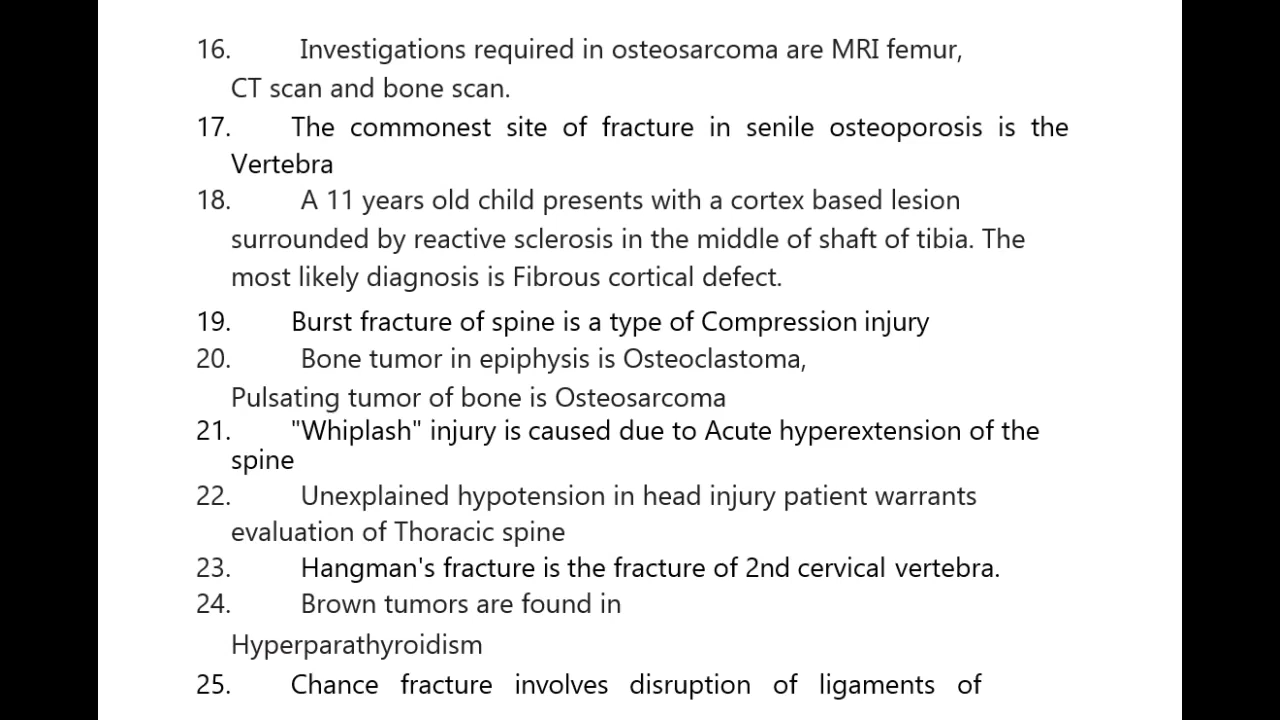 16. Investigations required in osteosarcoma are MRI femur,
CT scan and bone scan.
17. The commonest site of fracture in senile osteoporosis is the
Vertebra
18. A 11 years old child presents with a cortex based lesion
surrounded by reactive sclerosis in the middle of shaft of tibia. The
most likely diagnosis is Fibrous cortical defect.
19. Burst fracture of spine is a type of Compression injury
20. Bone tumor in epiphysis is Osteoclastoma,
Pulsating tumor of bone is Osteosarcoma
21. "Whiplash" injury is caused due to Acute hyperextension of the
spine
22. Unexplained hypotension in head injury patient warrants
evaluation of Thoracic spine
23. Hangman's fracture is the fracture of 2nd cervical vertebra.
24. Brown tumors are found in
Hyperparathyroidism
25. Chance fracture involves disruption of ligaments of